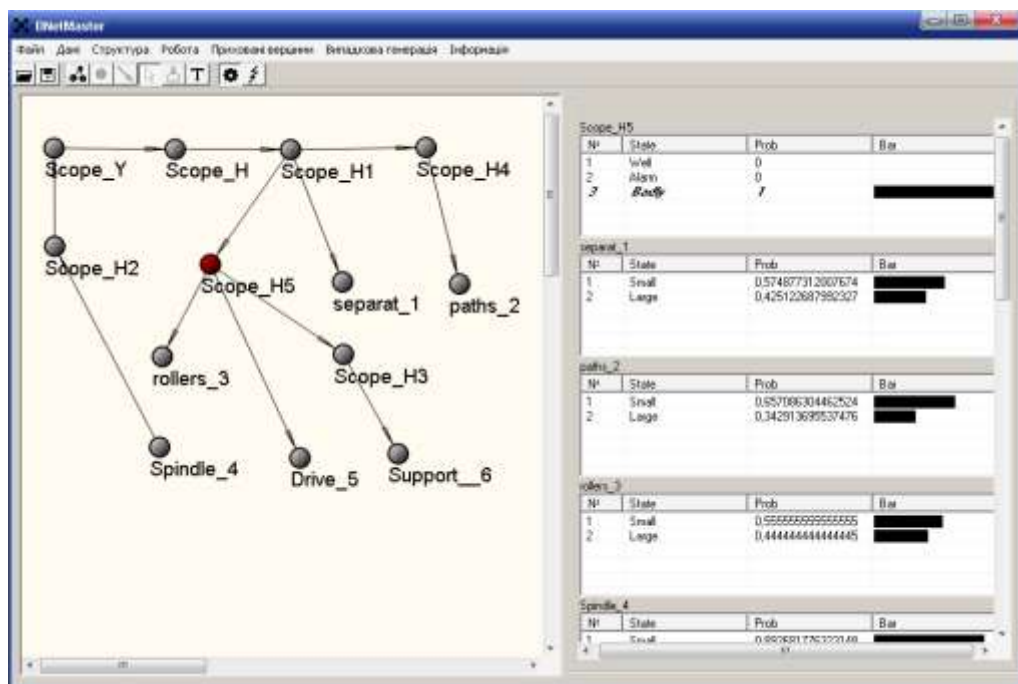 DNetMaster
Файл Дані Структура Робота Приховані вершини Випадкова генерація Інформація
T
Scope_Y
Scope_H
Scope_H1
Scope_H4
Scope_H2
Scope_H5
separat_1
paths_2
rollers_3
Scope_H3
Spindle_4
Drive_5
Support__6
Scope_H5
Nº State Prob Bar
1 Well 0
2 Alarm 0
3 Badly 1
separat_1
Nº State Prob Bar
1 Small 0,574877312007674
2 Large 0,425122687992327
paths_2
Nº State Prob Bar
1 Small 0,657086304462524
2 Large 0,342913695537476
rollers_3
Nº State Prob Bar
1 Small 0,555555555555555
2 Large 0,444444444444445
Spindle_4
Nº State Prob Bar
1 Small